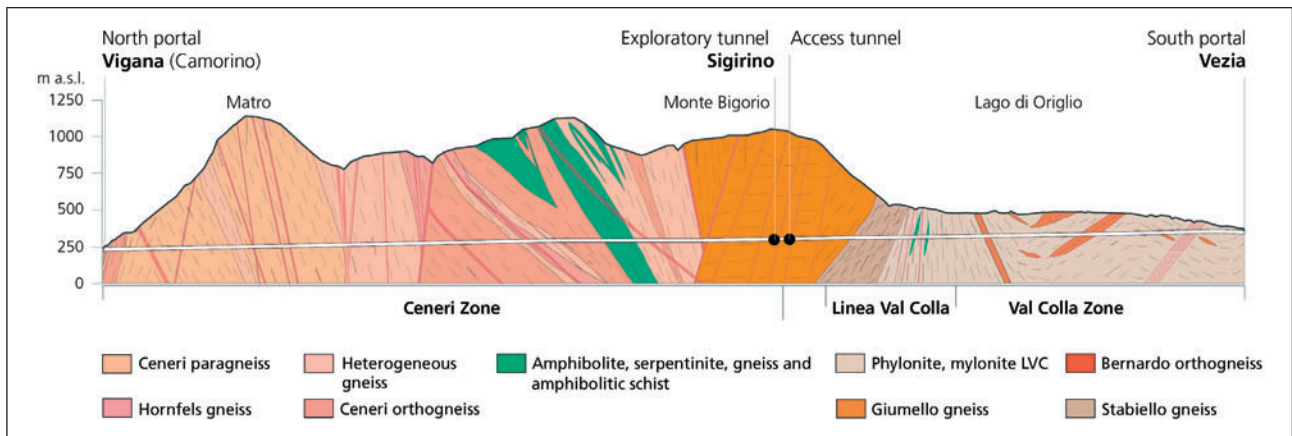 North portal
Vigana (Camorino)
Exploratory tunnel
Sigirino
Access tunnel
South portal
Vezia
m a.s.l.
1250
1000
750
500
250
0
Matro
Monte Bigorio
Lago di Origlio
Ceneri Zone
Linea Val Colla
Val Colla Zone
Ceneri paragneiss
Heterogeneous
gneiss
Amphibolite, serpentinite, gneiss and
amphibolitic schist
Phylonite, mylonite LVC
Bernardo orthogneiss
Hornfels gneiss
Ceneri orthogneiss
Giumello gneiss
Stabiello gneiss